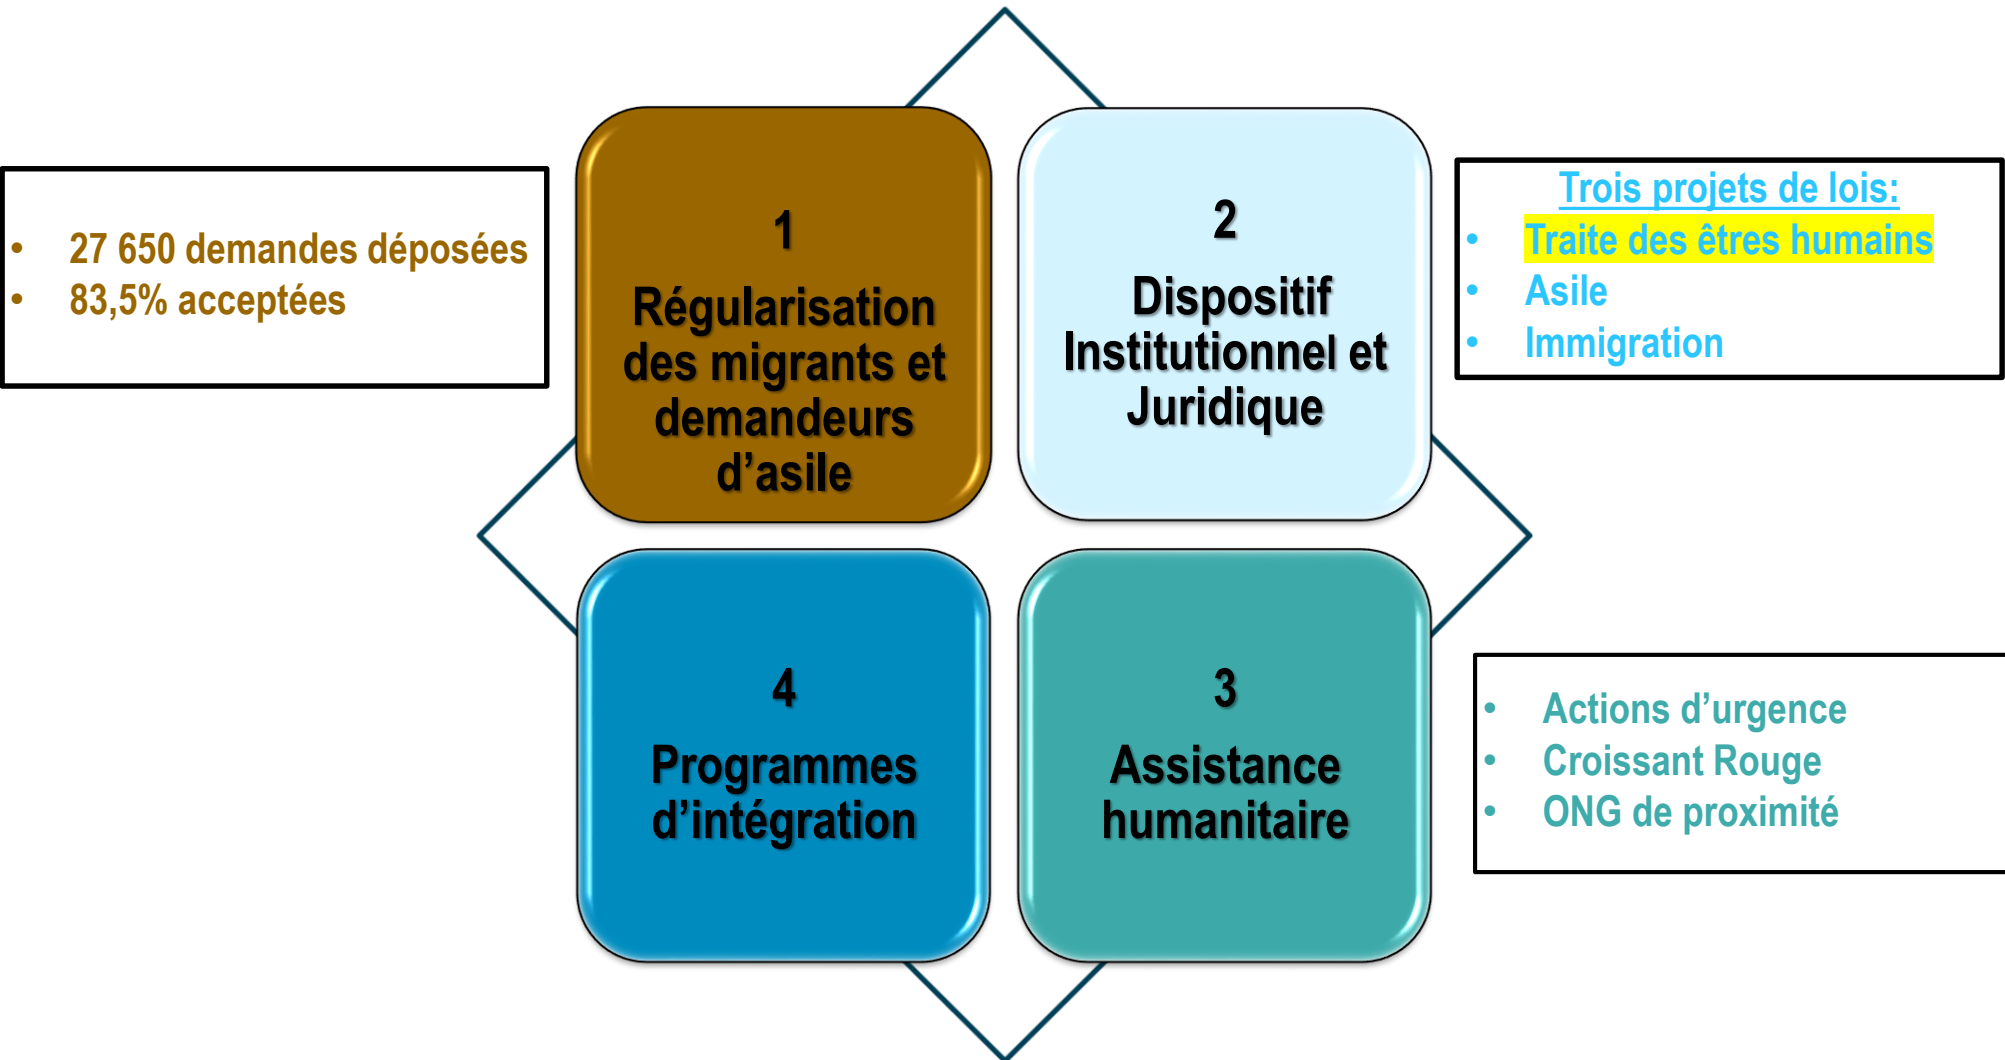 • 27 650 demandes déposées
• 83,5% acceptées
1
Régularisation
des migrants et
demandeurs
d’asile
2
Dispositif
Institutionnel et
Juridique
Trois projets de lois:
• Traite des êtres humains
• Asile
• Immigration
4
Programmes
d’intégration
3
Assistance
humanitaire
• Actions d’urgence
• Croissant Rouge
• ONG de proximité